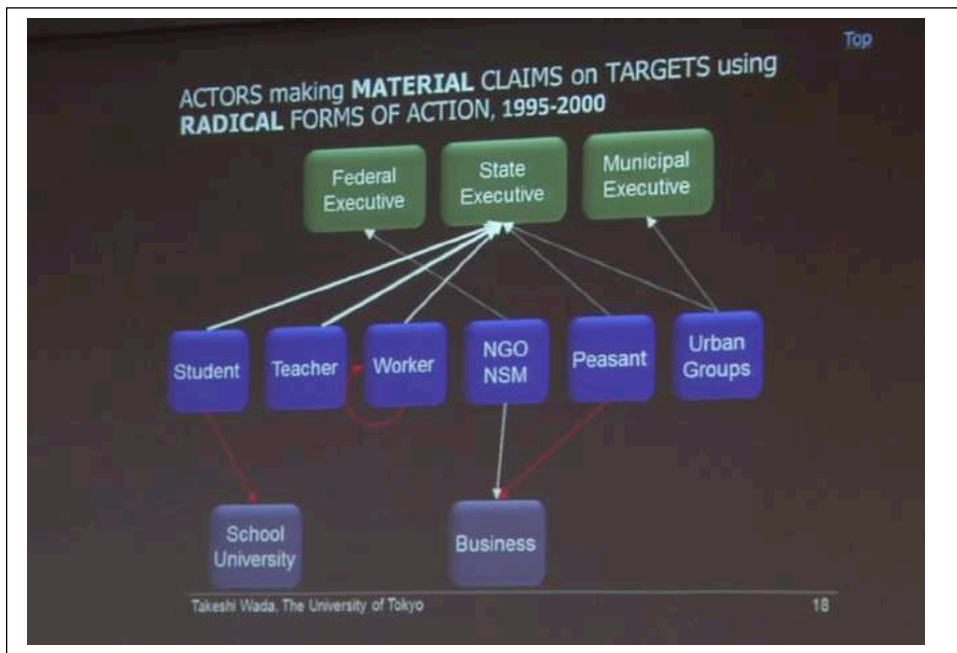 Top
ACTORS making MATERIAL CLAIMS on TARGETS using
RADICAL FORMS OF ACTION, 1995-2000
Federal
Executive
State
Executive
Municipal
Executive
Student
Teacher
Worker
NGO
NSM
Peasant
Urban
Groups
School
University
Business
Takeshi Wada, The University of Tokyo
18